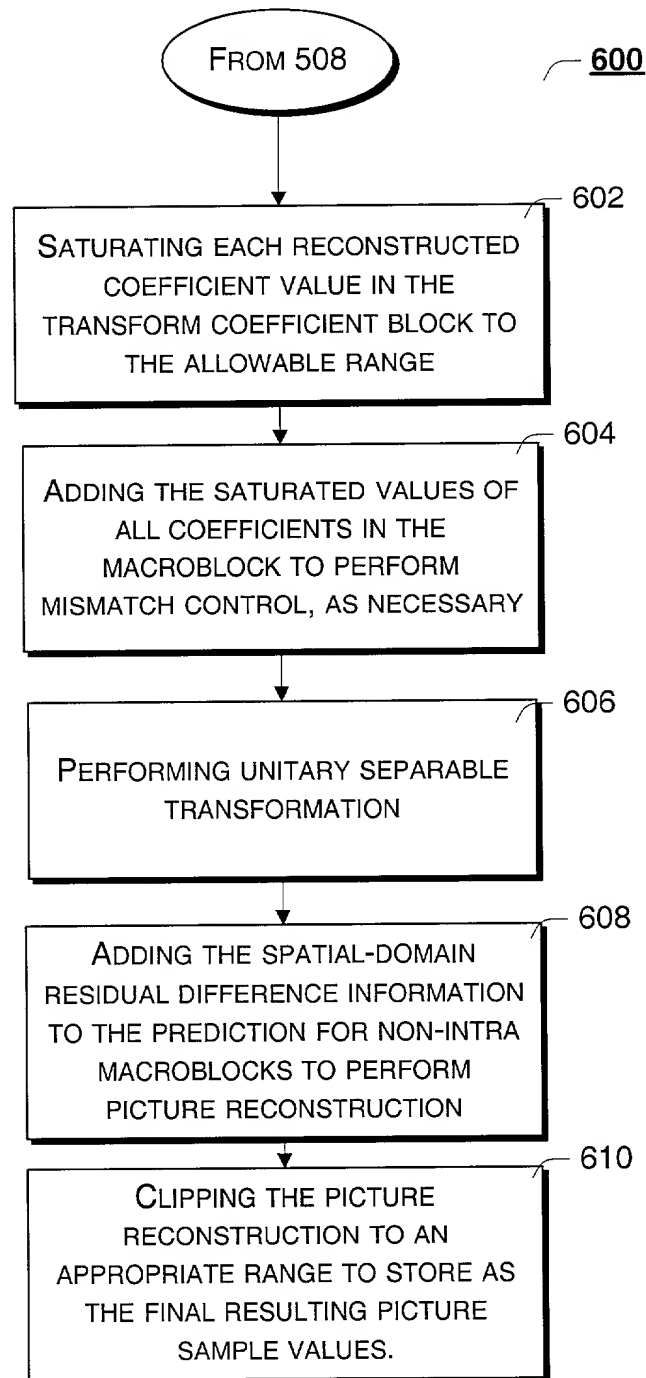 FROM 508
600
602
SATURATING EACH RECONSTRUCTED
COEFFICIENT VALUE IN THE
TRANSFORM COEFFICIENT BLOCK TO
THE ALLOWABLE RANGE
604
ADDING THE SATURATED VALUES OF
ALL COEFFICIENTS IN THE
MACROBLOCK TO PERFORM
MISMATCH CONTROL, AS NECESSARY
606
PERFORMING UNITARY SEPARABLE
TRANSFORMATION
608
ADDING THE SPATIAL-DOMAIN
RESIDUAL DIFFERENCE INFORMATION
TO THE PREDICTION FOR NON-INTRA
MACROBLOCKS TO PERFORM
PICTURE RECONSTRUCTION
610
CLIPPING THE PICTURE
RECONSTRUCTION TO AN
APPROPRIATE RANGE TO STORE AS
THE FINAL RESULTING PICTURE
SAMPLE VALUES.